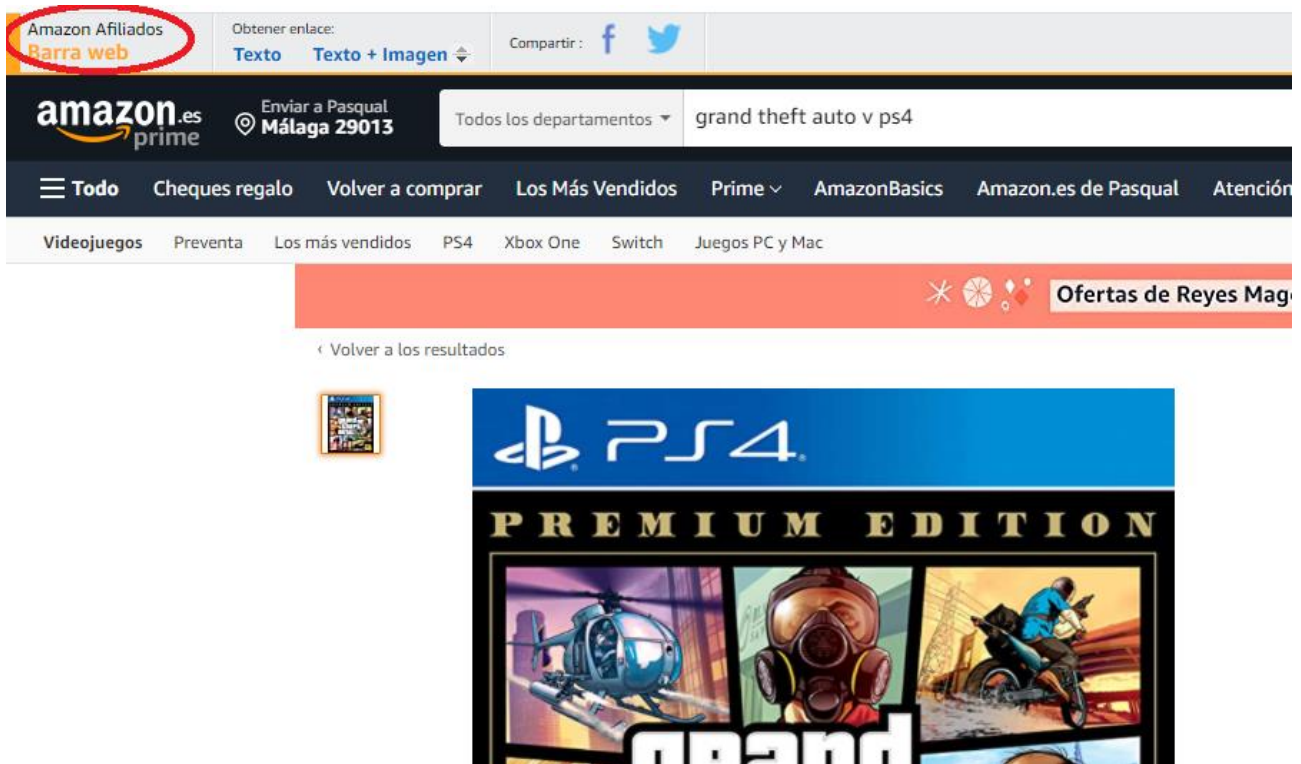 Amazon Afiliados
Barra web
Obtener enlace:
Texto Texto + Imagen
Compartir :
amazon.es
prime
Enviar a Pasqual
Málaga 29013
Todos los departamentos
grand theft auto v ps4
Todo Cheques regalo Volver a comprar Los Más Vendidos Prime AmazonBasics Amazon.es de Pasqual Atención
Videojuegos Preventa Los más vendidos PS4 Xbox One Switch Juegos PC y Mac
Ofertas de Reyes Mag
‹ Volver a los resultados
PS4
PREMIUM EDITION
grand